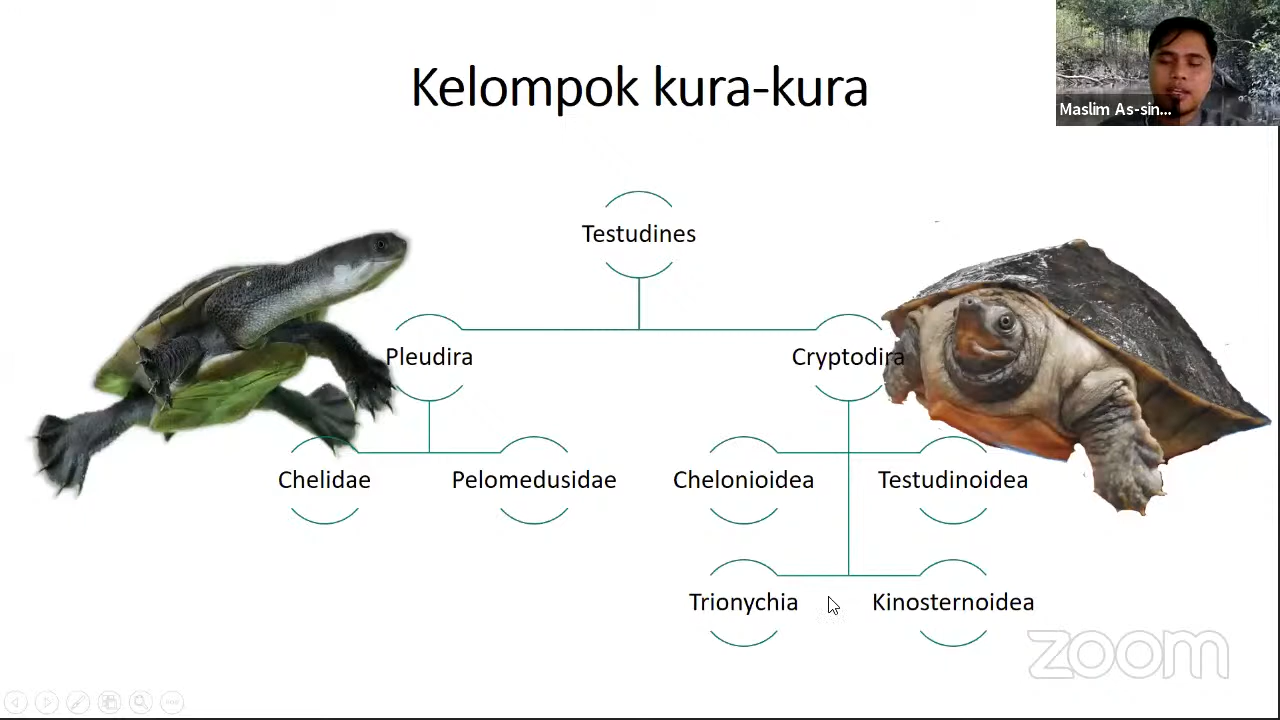 Kelompok kura-kura
Maslim As-sin...
Testudines
Pleudira
Cryptodira
Chelidae
Pelomedusidae
Chelonioidea
Testudinoidea
Trionychia
Kinosternoidea
zoom